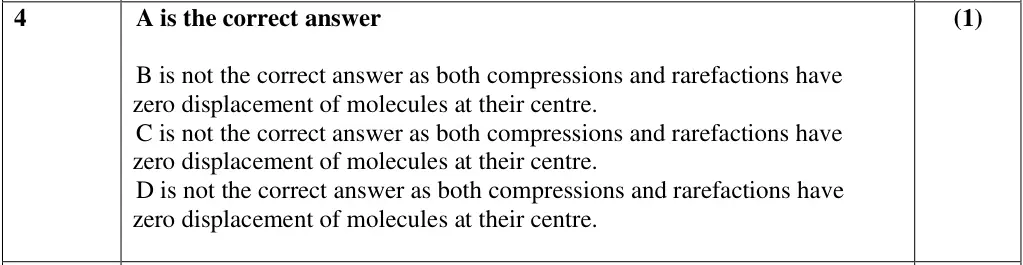 4 A is the correct answer (1)
B is not the correct answer as both compressions and rarefactions have
zero displacement of molecules at their centre.
C is not the correct answer as both compressions and rarefactions have
zero displacement of molecules at their centre.
D is not the correct answer as both compressions and rarefactions have
zero displacement of molecules at their centre.